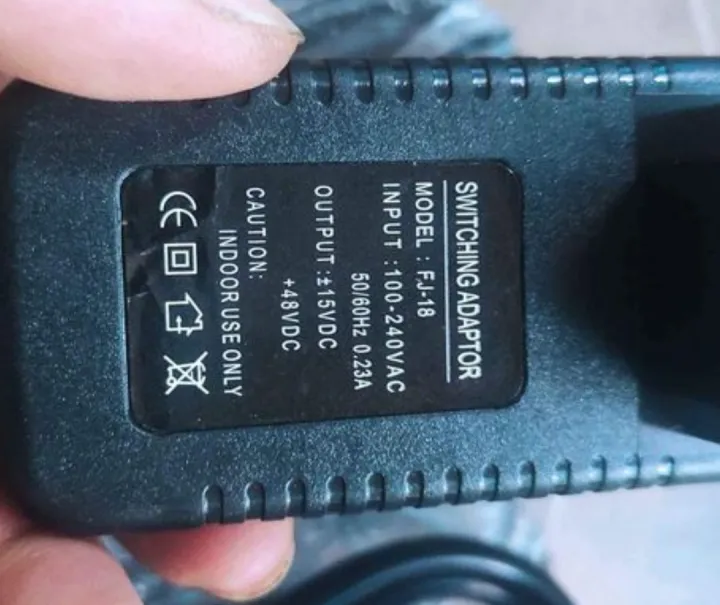 SWITCHING ADAPTOR
MODEL : FJ-18
INPUT :100-240VAC
50/60Hz 0.23A
OUTPUT :±15VDC
+48VDC
CAUTION:
INDOOR USE ONLY
CE